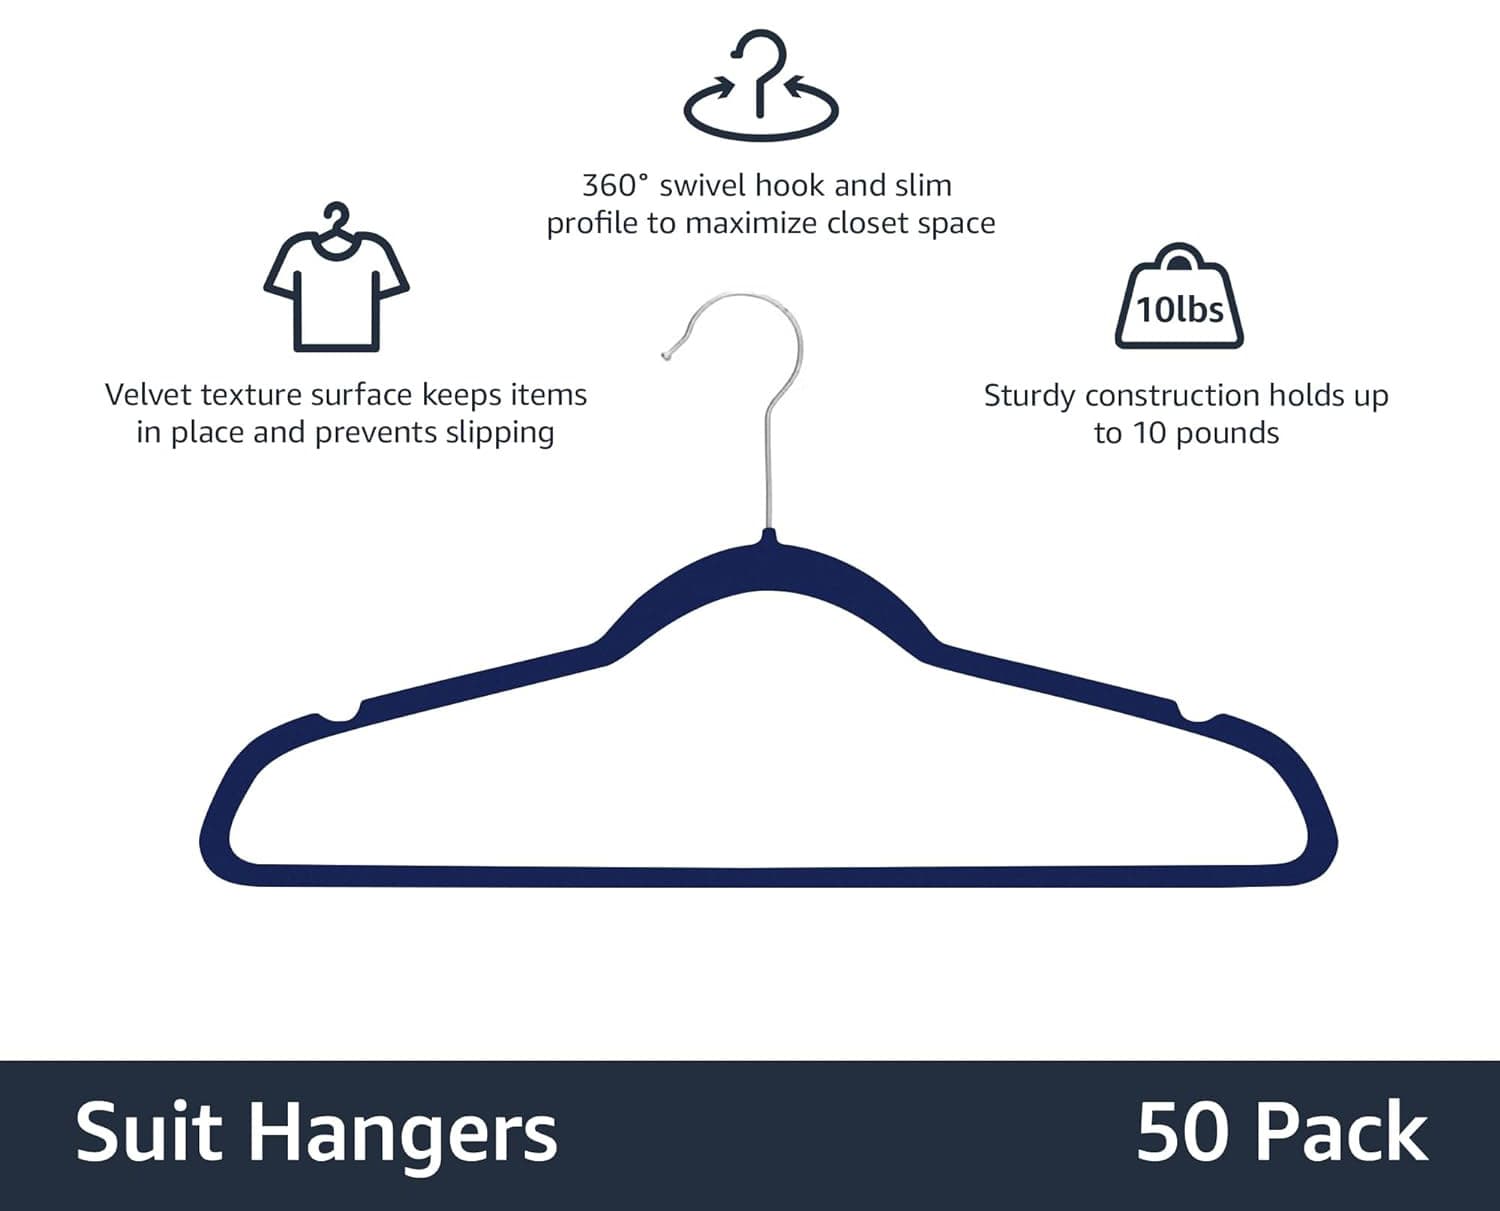 360° swivel hook and slim
profile to maximize closet space
Velvet texture surface keeps items
in place and prevents slipping
10lbs
Sturdy construction holds up
to 10 pounds
Suit Hangers
50 Pack